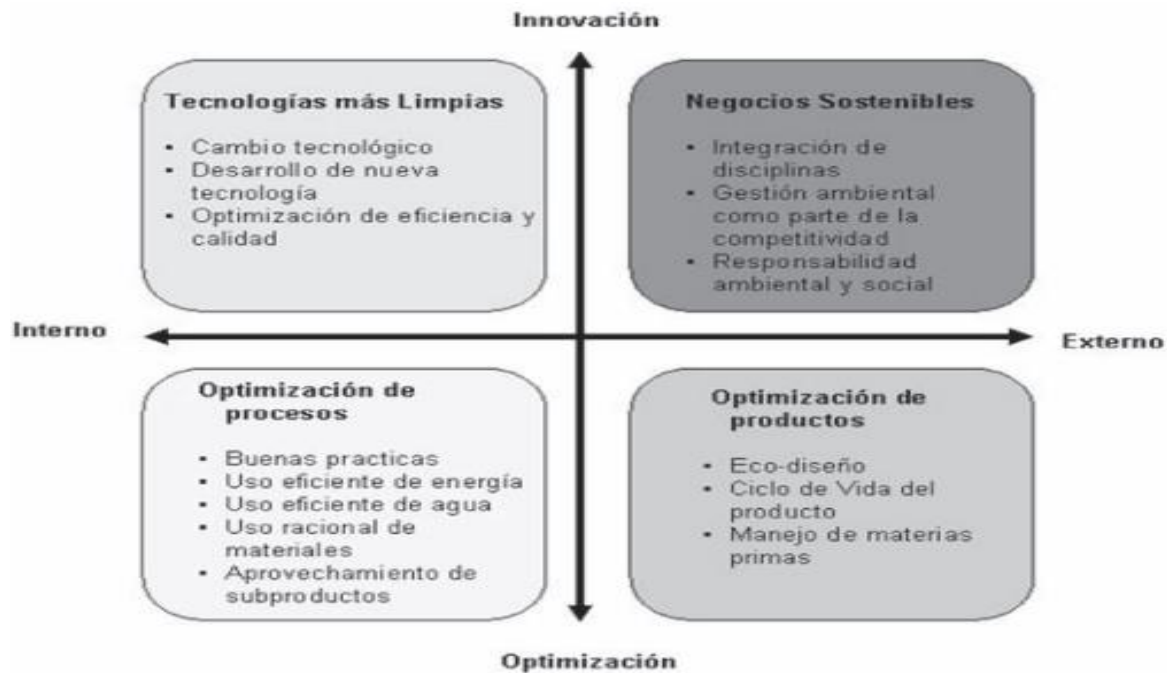 Innovación
Tecnologías más Limpias
• Cambio tecnológico
• Desarrollo de nueva
tecnología
• Optimización de eficiencia y
calidad
Negocios Sostenibles
• Integración de
disciplinas
• Gestión ambiental
como parte de la
competitividad
• Responsabilidad
ambiental y social
Interno
Externo
Optimización de
procesos
• Buenas practicas
• Uso eficiente de energía
• Uso eficiente de agua
• Uso racional de
materiales
• Aprovechamiento de
subproductos
Optimización de
productos
• Eco-diseño
• Ciclo de Vida del
producto
• Manejo de materias
primas
Optimización